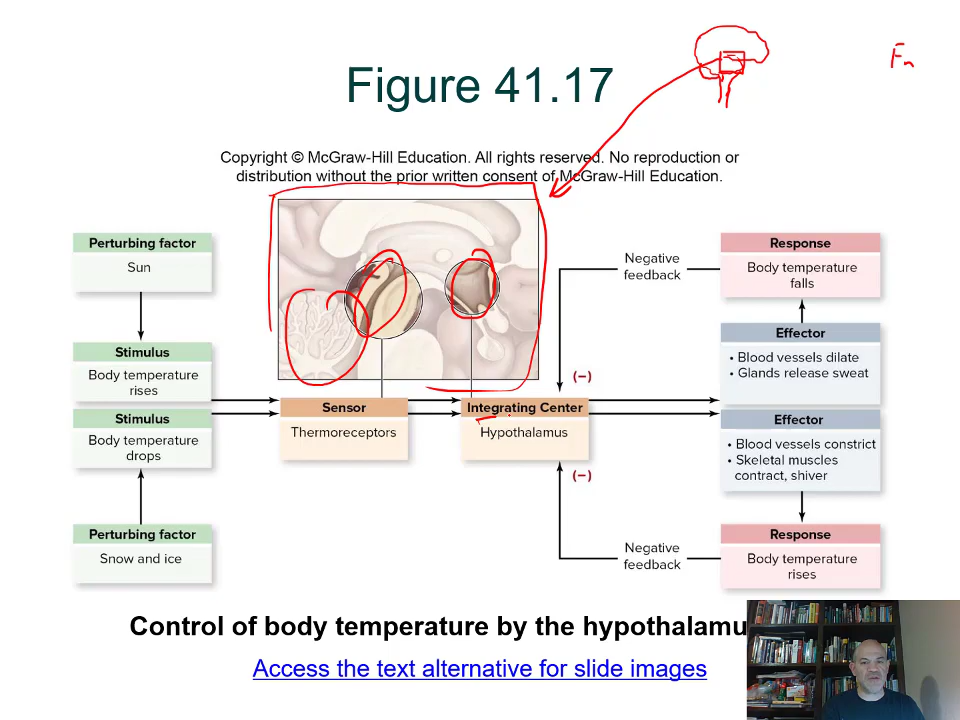 Fn
Figure 41.17
Copyright © McGraw-Hill Education. All rights reserved. No reproduction or
distribution without the prior written consent of McGraw-Hill Education.
Perturbing factor
Sun
Stimulus
Body temperature
rises
Stimulus
Body temperature
drops
Perturbing factor
Snow and ice
Sensor
Thermoreceptors
Integrating Center
Hypothalamus
Negative
feedback
(–)
(–)
Negative
feedback
Response
Body temperature
falls
Effector
• Blood vessels dilate
• Glands release sweat
Effector
• Blood vessels constrict
• Skeletal muscles
contract, shiver
Response
Body temperature
rises
Control of body temperature by the hypothalamu
Access the text alternative for slide images